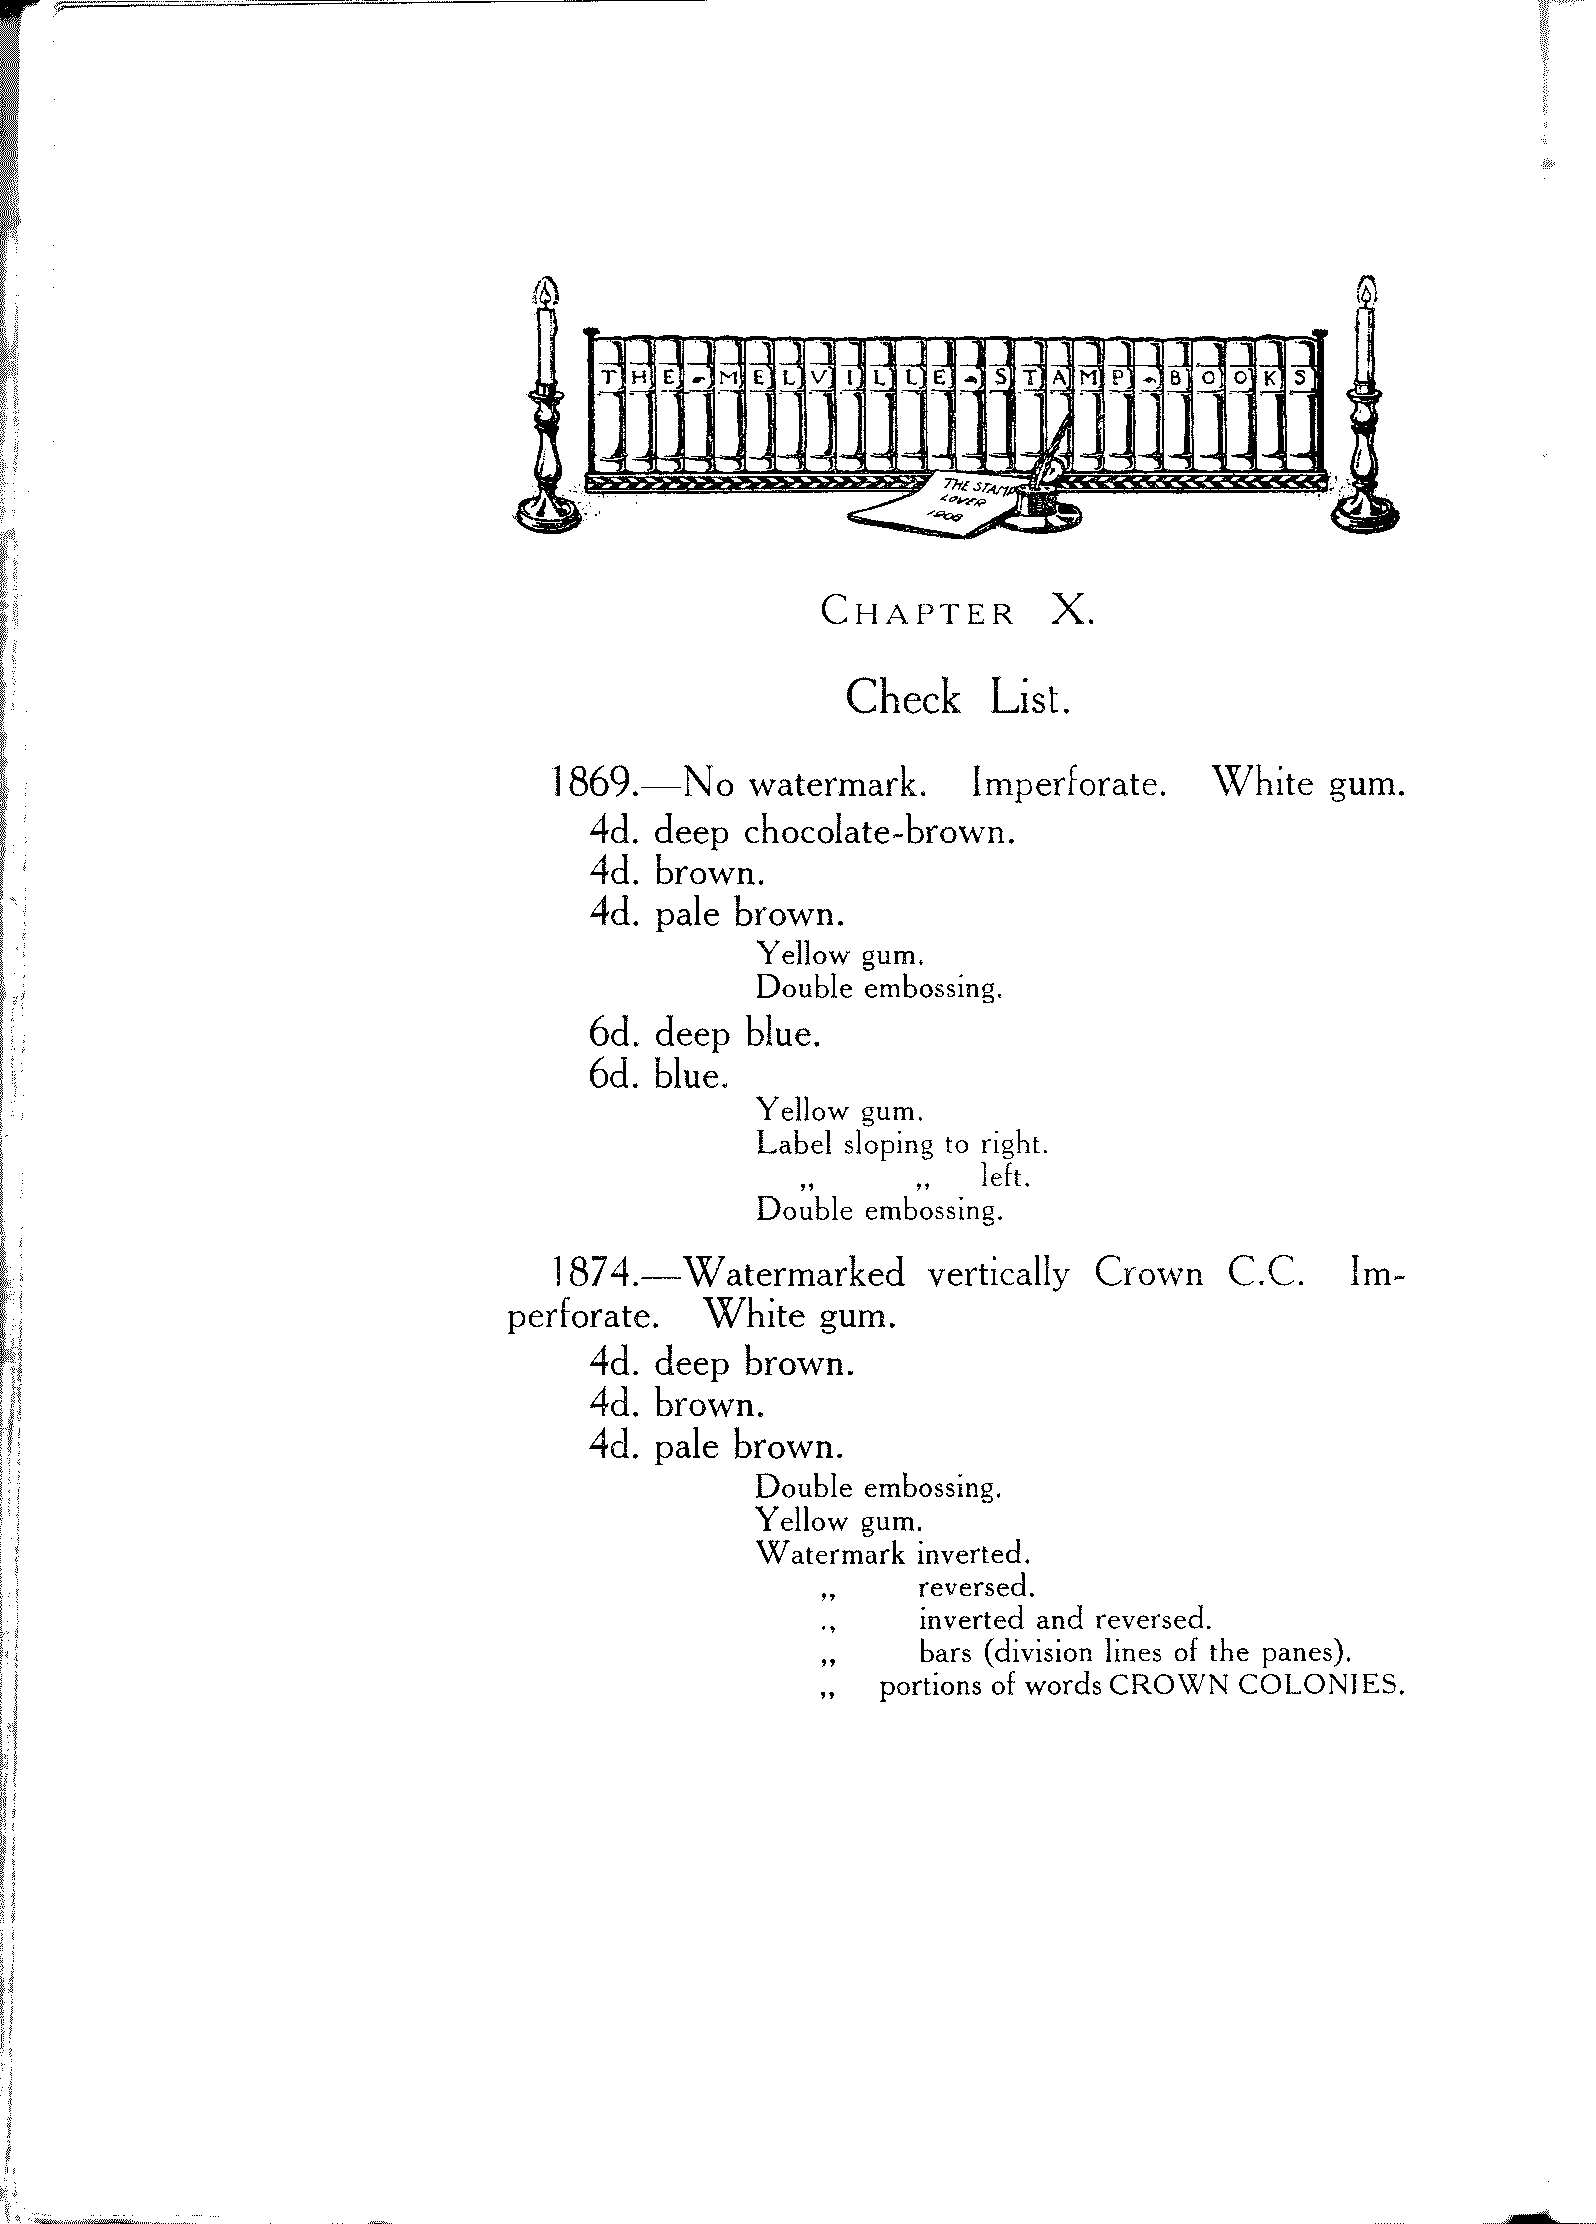 THE-MELVILLE-STAMP-BOOKS
THE STAMP
LOVER
1908
CHAPTER X.
Check List.
1869.—No watermark. Imperforate. White gum.
4d. deep chocolate-brown.
4d. brown.
4d. pale brown.
Yellow gum.
Double embossing.
6d. deep blue.
6d. blue.
Yellow gum.
Label sloping to right.
„ „ left.
Double embossing.
1874.—Watermarked vertically Crown C.C. Im-
perforate. White gum.
4d. deep brown.
4d. brown.
4d. pale brown.
Double embossing.
Yellow gum.
Watermark inverted.
„ reversed.
„ inverted and reversed.
„ bars (division lines of the panes).
„ portions of words CROWN COLONIES.